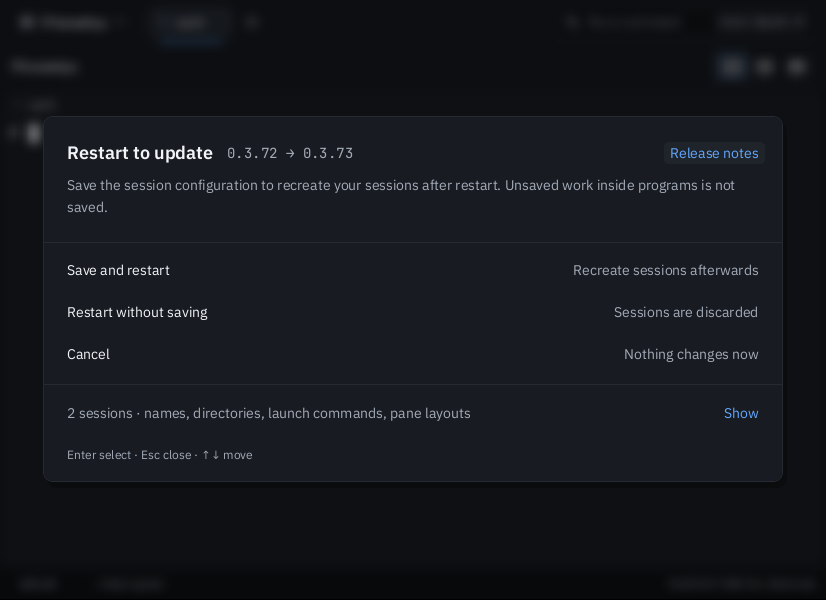 Restart to update 0.3.72 → 0.3.73 Release notes
Save the session configuration to recreate your sessions after restart. Unsaved work inside programs is not
saved.
Save and restart Recreate sessions afterwards
Restart without saving Sessions are discarded
Cancel Nothing changes now
2 sessions · names, directories, launch commands, pane layouts Show
Enter select · Esc close · ↑↓ move